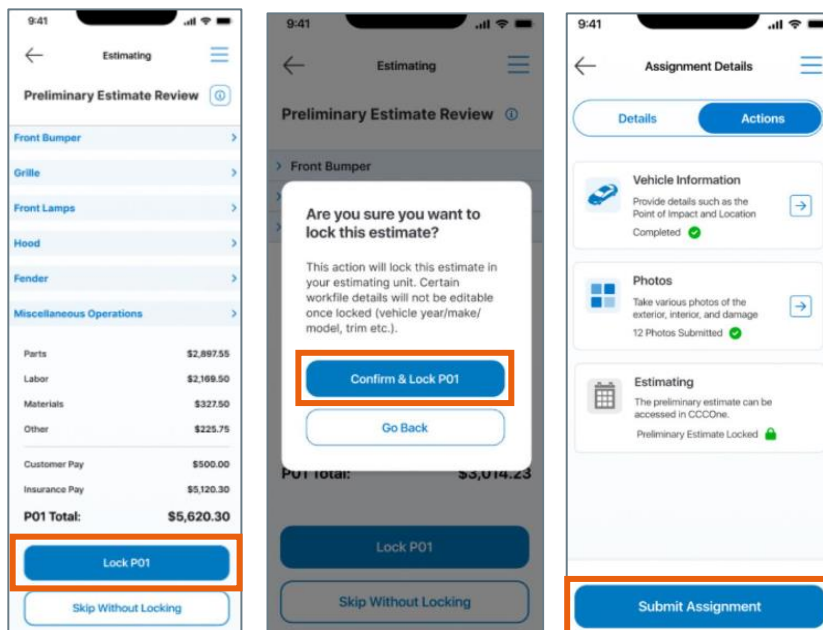 9:41
Estimating
Preliminary Estimate Review
Front Bumper
Grille
Front Lamps
Hood
Fender
Miscellaneous Operations
Parts $2,897.55
Labor $2,169.50
Materials $327.50
Other $225.75
Customer Pay $500.00
Insurance Pay $5,120.30
P01 Total: $5,620.30
Lock P01
Skip Without Locking
9:41
Estimating
Preliminary Estimate Review
Front Bumper
Are you sure you want to
lock this estimate?
This action will lock this estimate in
your estimating unit. Certain
workfile details will not be editable
once locked (vehicle year/make/
model, trim etc.).
Confirm & Lock P01
Go Back
P01 Total: $3,014.23
Lock P01
Skip Without Locking
9:41
Assignment Details
Details
Actions
Vehicle Information
Provide details such as the
Point of Impact and Location
Completed
Photos
Take various photos of the
exterior, interior, and damage
12 Photos Submitted
Estimating
The preliminary estimate can be
accessed in CCCOne.
Preliminary Estimate Locked
Submit Assignment